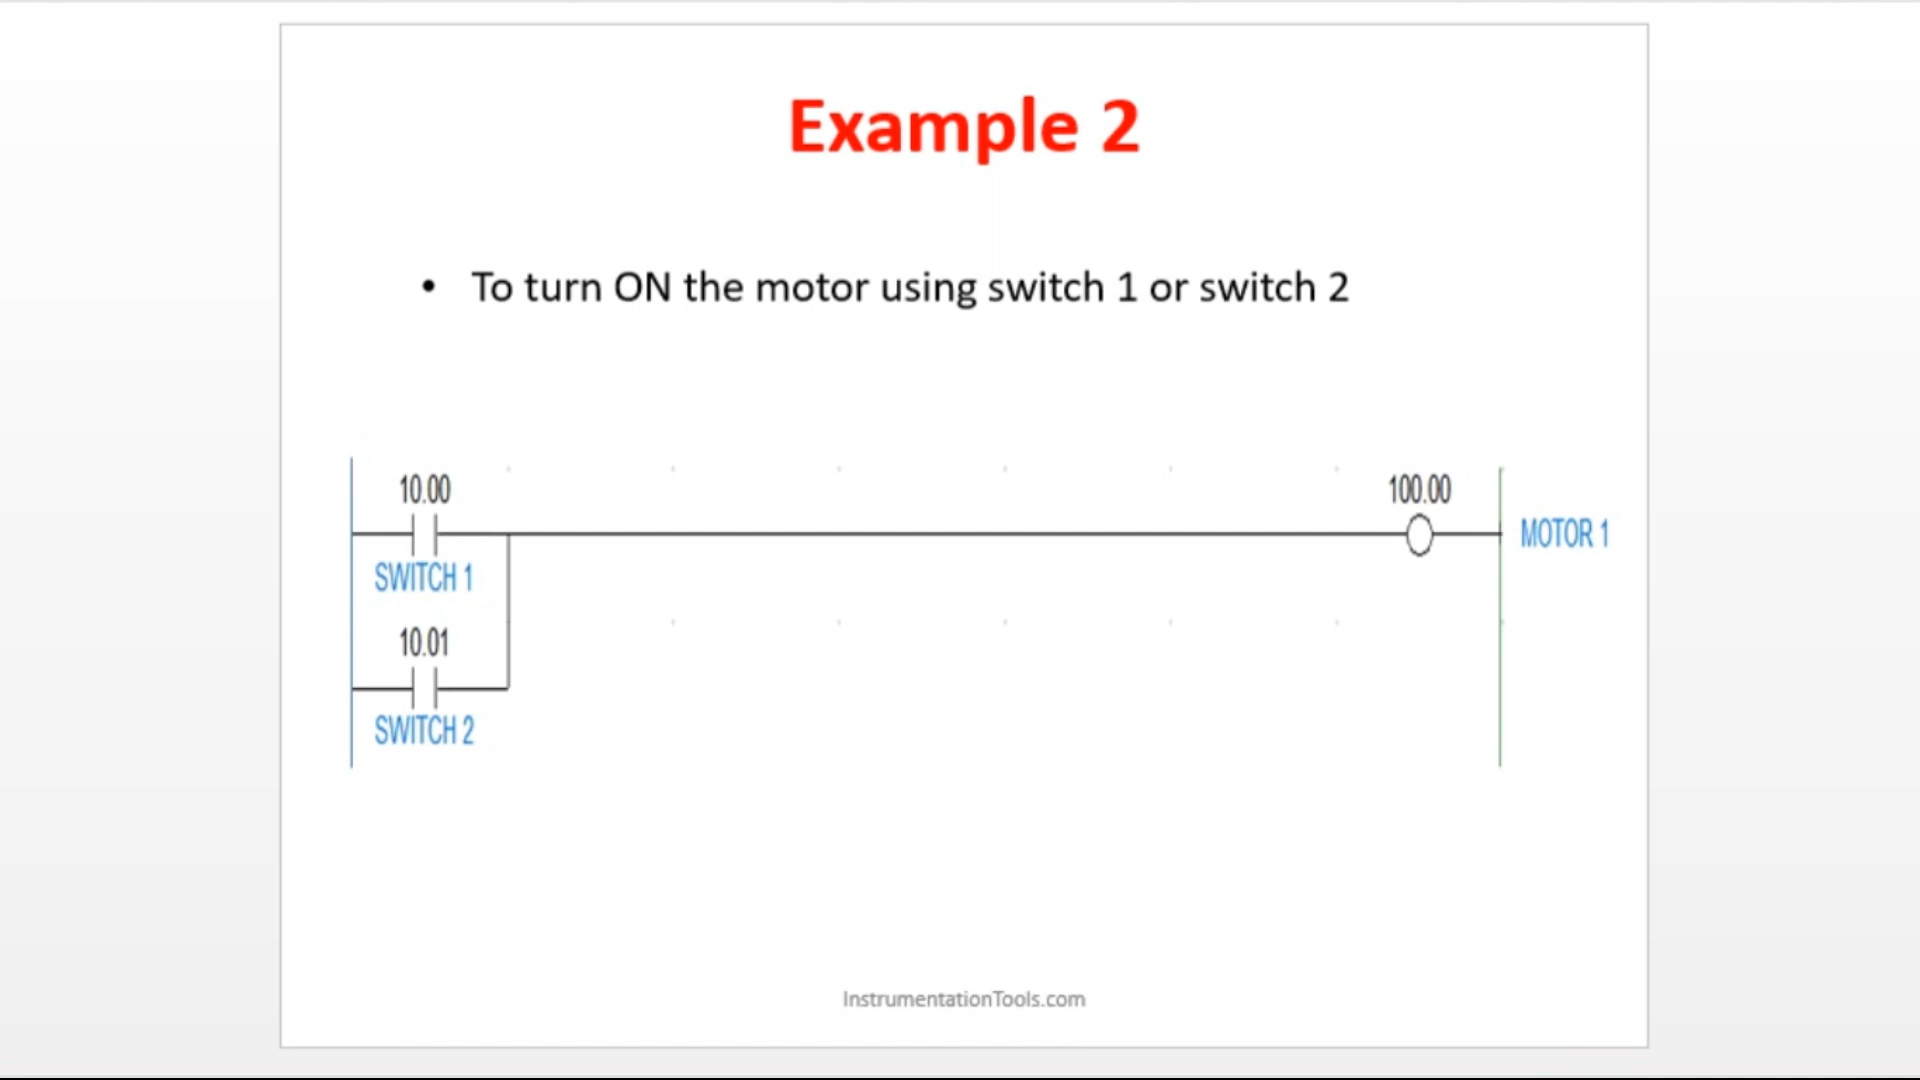 Example 2
• To turn ON the motor using switch 1 or switch 2
10.00
100.00
MOTOR 1
SWITCH 1
10.01
SWITCH 2
InstrumentationTools.com